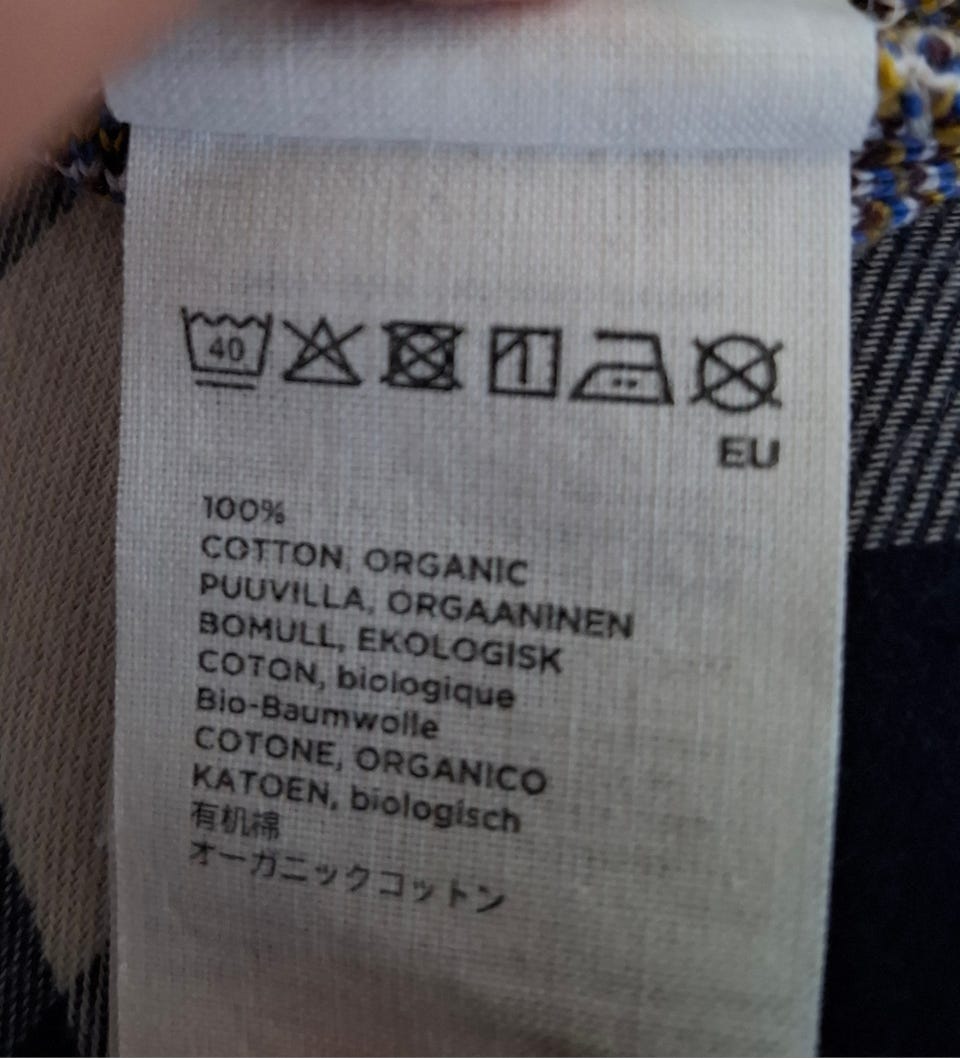 40
EU
100%
COTTON, ORGANIC
PUUVILLA, ORGAANINEN
BOMULL, EKOLOGISK
COTON, biologique
Bio-Baumwolle
COTONE, ORGANICO
KATOEN, biologisch
有机棉
オーガニックコットン